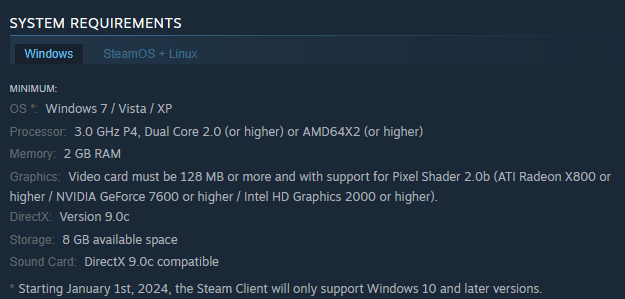 SYSTEM REQUIREMENTS
Windows SteamOS + Linux
MINIMUM:
OS *: Windows 7 / Vista / XP
Processor: 3.0 GHz P4, Dual Core 2.0 (or higher) or AMD64X2 (or higher)
Memory: 2 GB RAM
Graphics: Video card must be 128 MB or more and with support for Pixel Shader 2.0b (ATI Radeon X800 or
higher / NVIDIA GeForce 7600 or higher / Intel HD Graphics 2000 or higher).
DirectX: Version 9.0c
Storage: 8 GB available space
Sound Card: DirectX 9.0c compatible
* Starting January 1st, 2024, the Steam Client will only support Windows 10 and later versions.